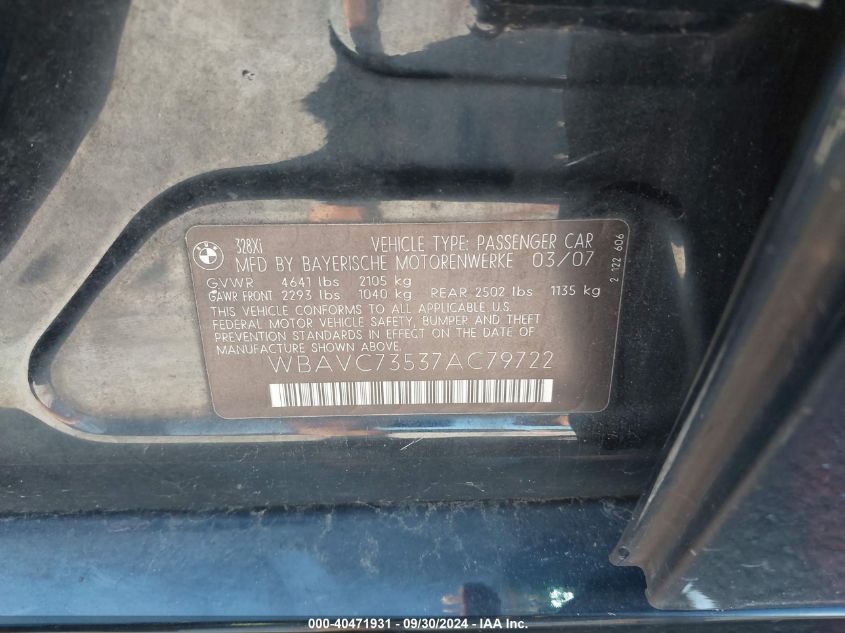 BMW
328Xi VEHICLE TYPE: PASSENGER CAR
MFD BY BAYERISCHE MOTORENWERKE 03/07
GVWR 4641 lbs 2105 kg
GAWR FRONT 2293 lbs 1040 kg REAR 2502 lbs 1135 kg
THIS VEHICLE CONFORMS TO ALL APPLICABLE U.S.
FEDERAL MOTOR VEHICLE SAFETY, BUMPER AND THEFT
PREVENTION STANDARDS IN EFFECT ON THE DATE OF
MANUFACTURE SHOWN ABOVE.
WBAVC73537AC79722
2 122 606
000-40471931 - 09/30/2024 - IAA Inc.